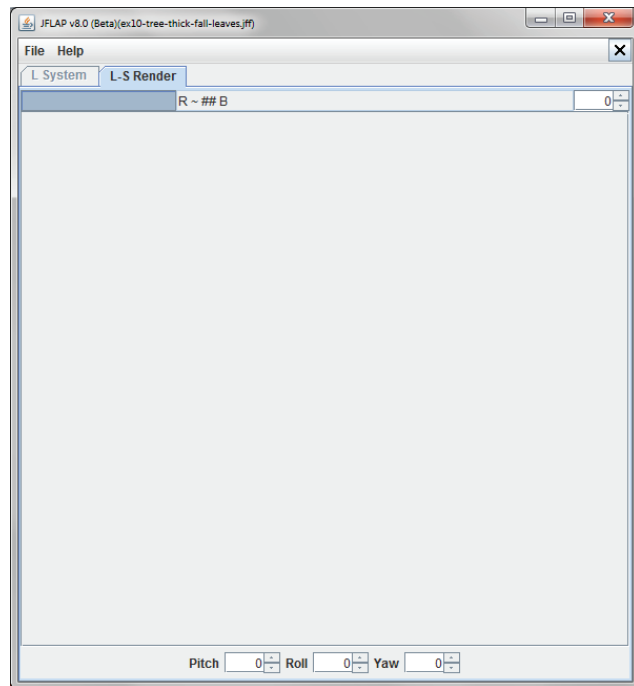 JFLAP v8.0 (Beta)(ex10-tree-thick-fall-leaves.jff)
File Help
L System L-S Render
R ~ ## B 0
Pitch 0 Roll 0 Yaw 0